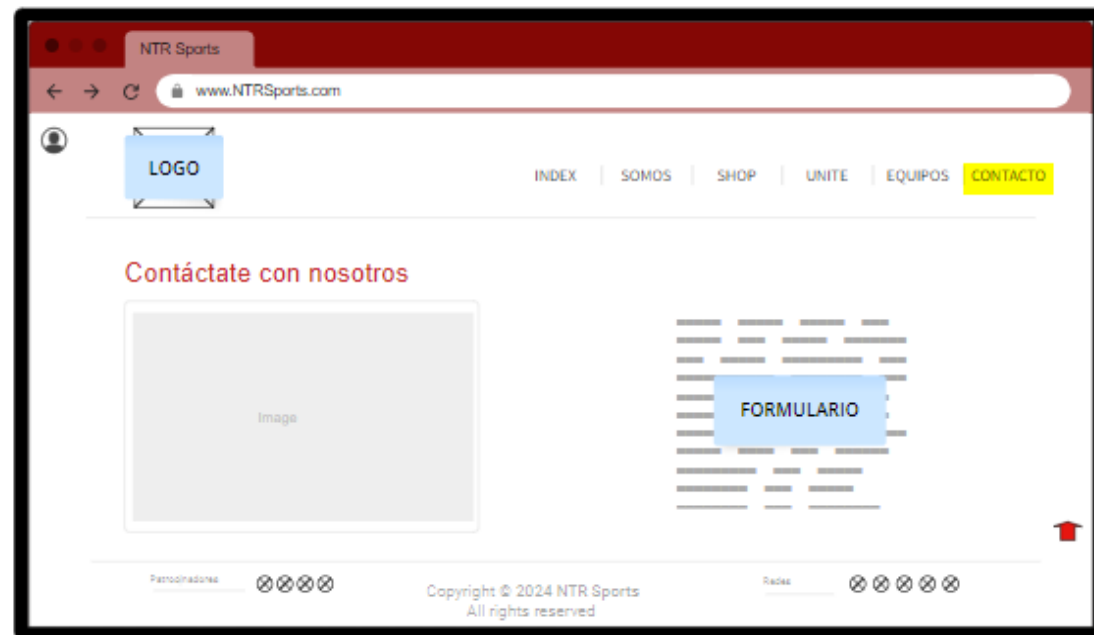 NTR Sports
www.NTRSports.com
LOGO
INDEX SOMOS SHOP UNITE EQUIPOS CONTACTO
Contáctate con nosotros
Image
FORMULARIO
Patrocinadores
Copyright © 2024 NTR Sports
All rights reserved
Redes